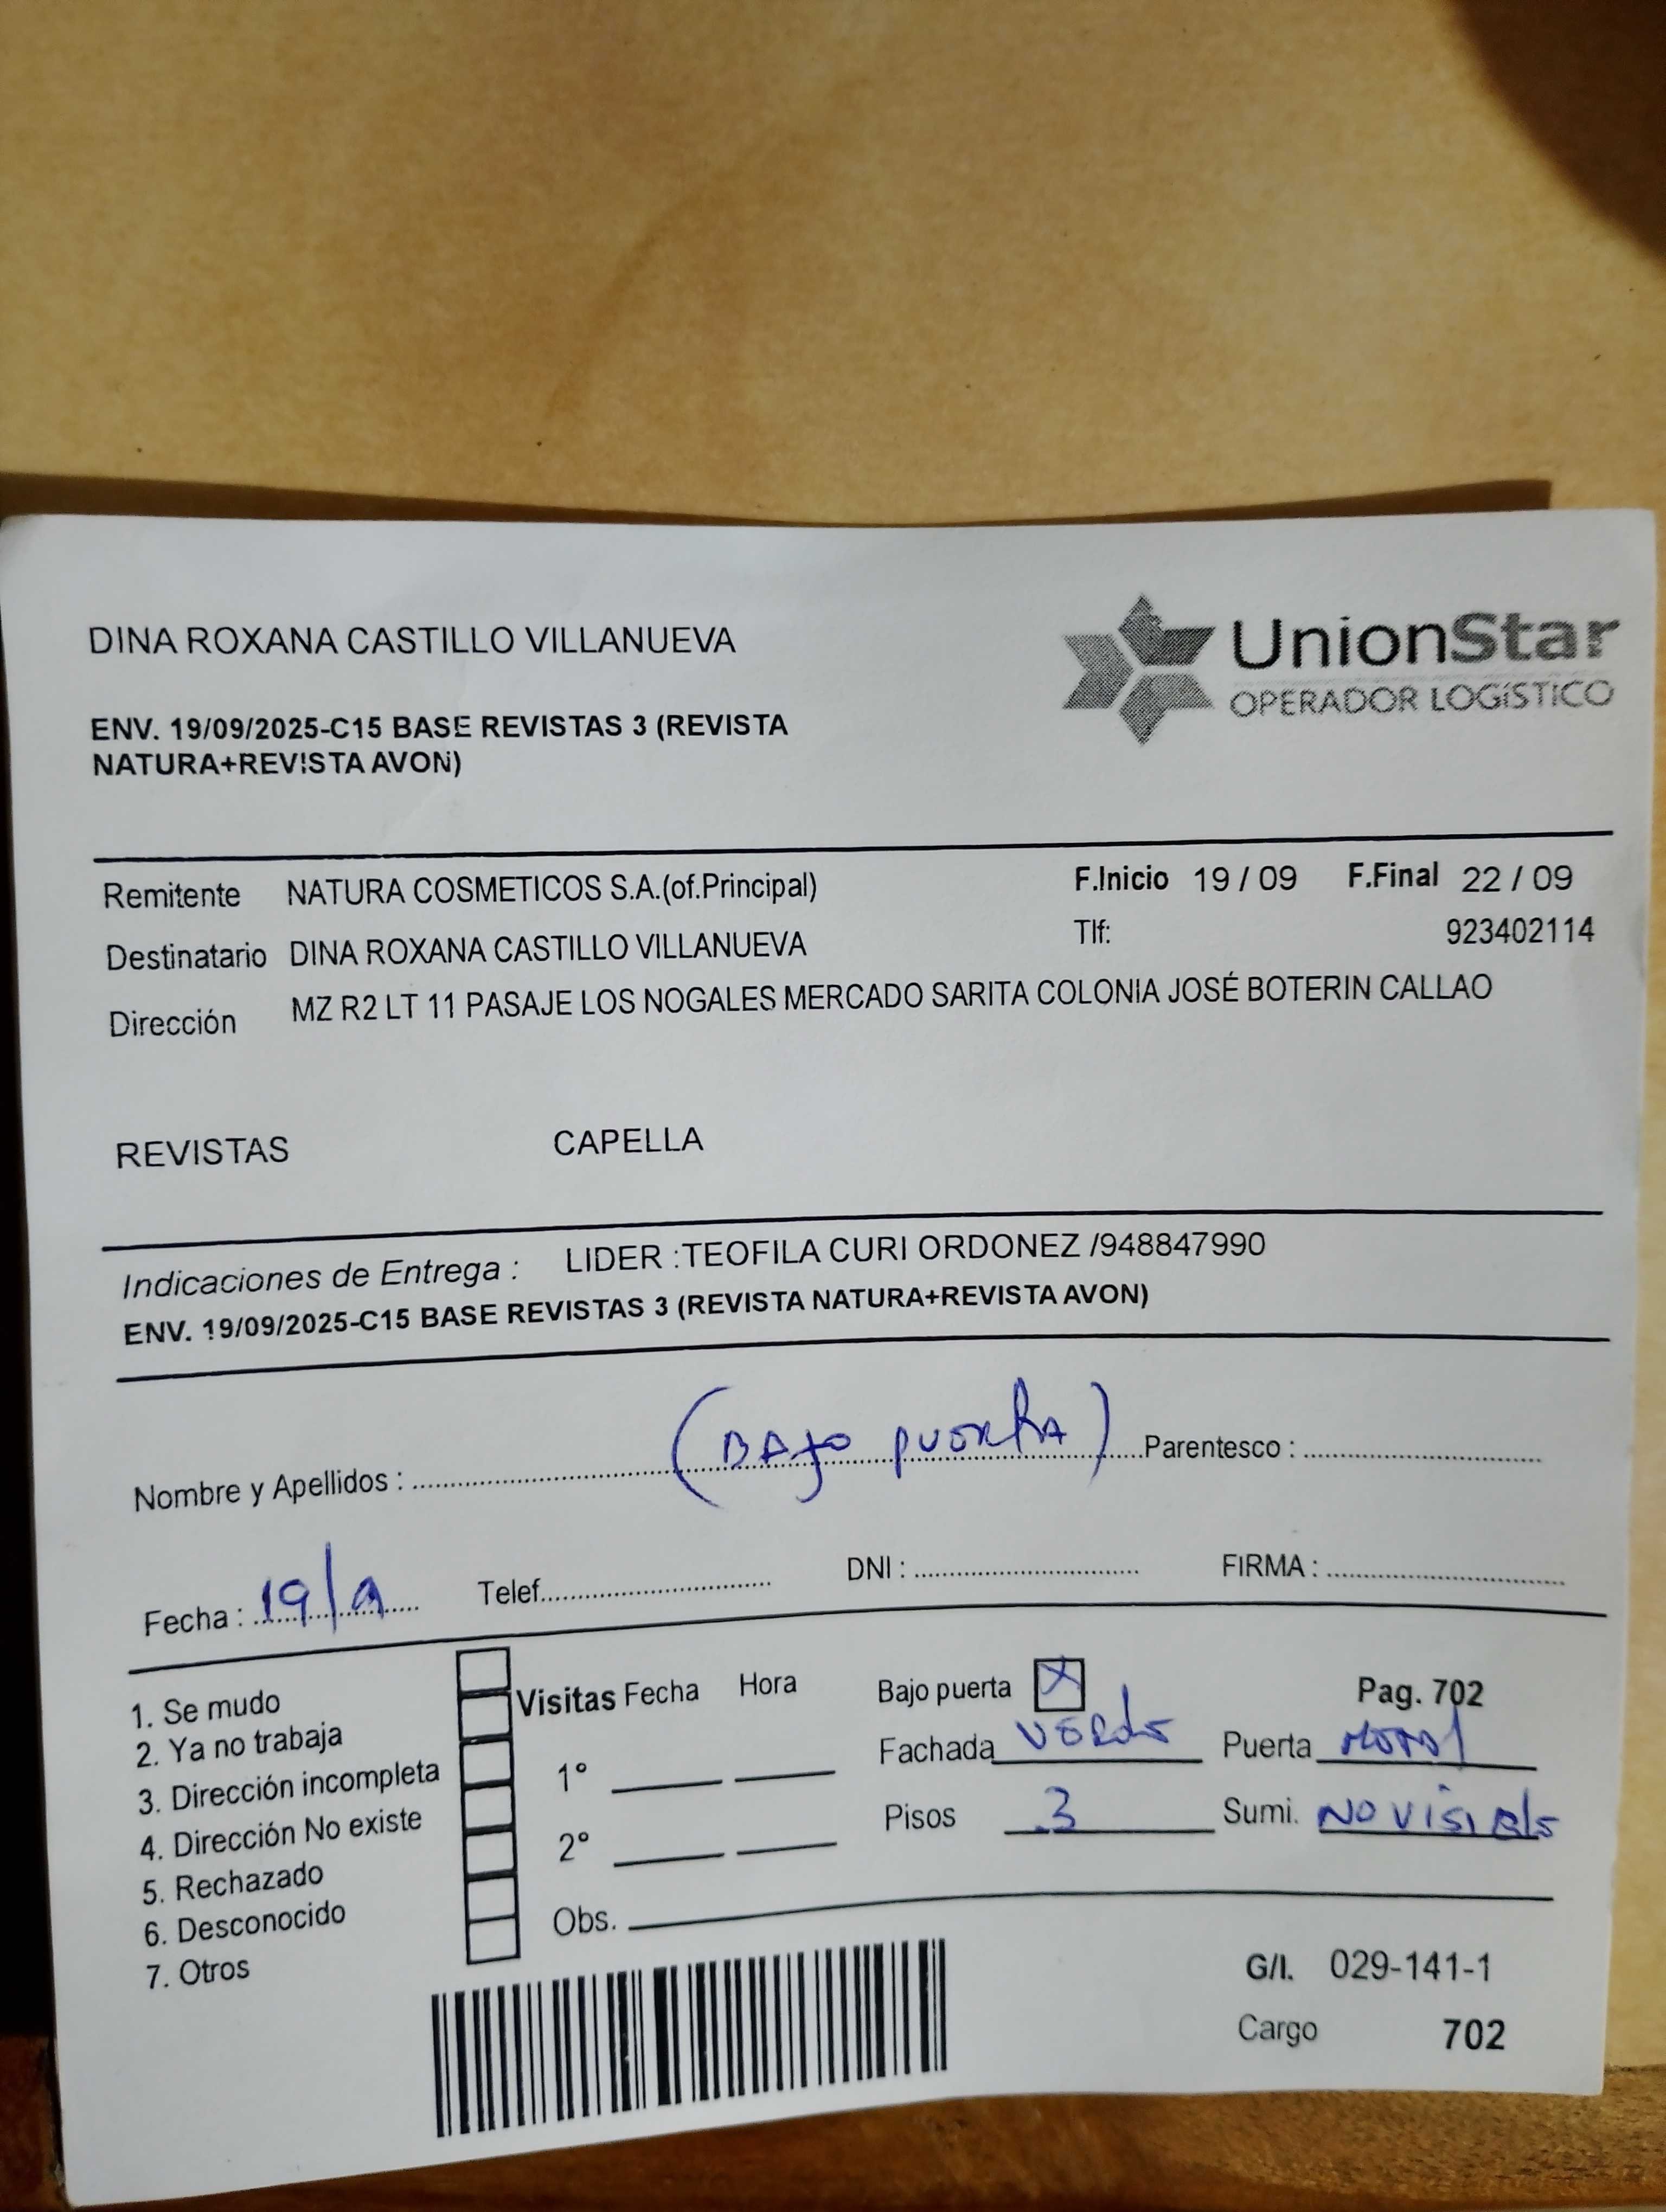 DINA ROXANA CASTILLO VILLANUEVA
UnionStar
OPERADOR LOGíSTICO
ENV. 19/09/2025-C15 BASE REVISTAS 3 (REVISTA
NATURA+REVISTA AVON)
Remitente NATURA COSMETICOS S.A.(of.Principal) F.Inicio 19 / 09 F.Final 22 / 09
Destinatario DINA ROXANA CASTILLO VILLANUEVA Tlf: 923402114
Dirección MZ R2 LT 11 PASAJE LOS NOGALES MERCADO SARITA COLONIA JOSÉ BOTERIN CALLAO
REVISTAS CAPELLA
Indicaciones de Entrega : LIDER :TEOFILA CURI ORDONEZ /948847990
ENV. 19/09/2025-C15 BASE REVISTAS 3 (REVISTA NATURA+REVISTA AVON)
Nombre y Apellidos : (BAJO PUERTA) Parentesco :
Fecha : 19/9 Telef. DNI : FIRMA :
1. Se mudo
2. Ya no trabaja
3. Dirección incompleta
4. Dirección No existe
5. Rechazado
6. Desconocido
7. Otros
Visitas Fecha Hora
1°
2°
Obs.
Bajo puerta X Pag. 702
Fachada VERDE Puerta METAL
Pisos 3 Sumi. NO VISIBLE
G/I. 029-141-1
Cargo 702